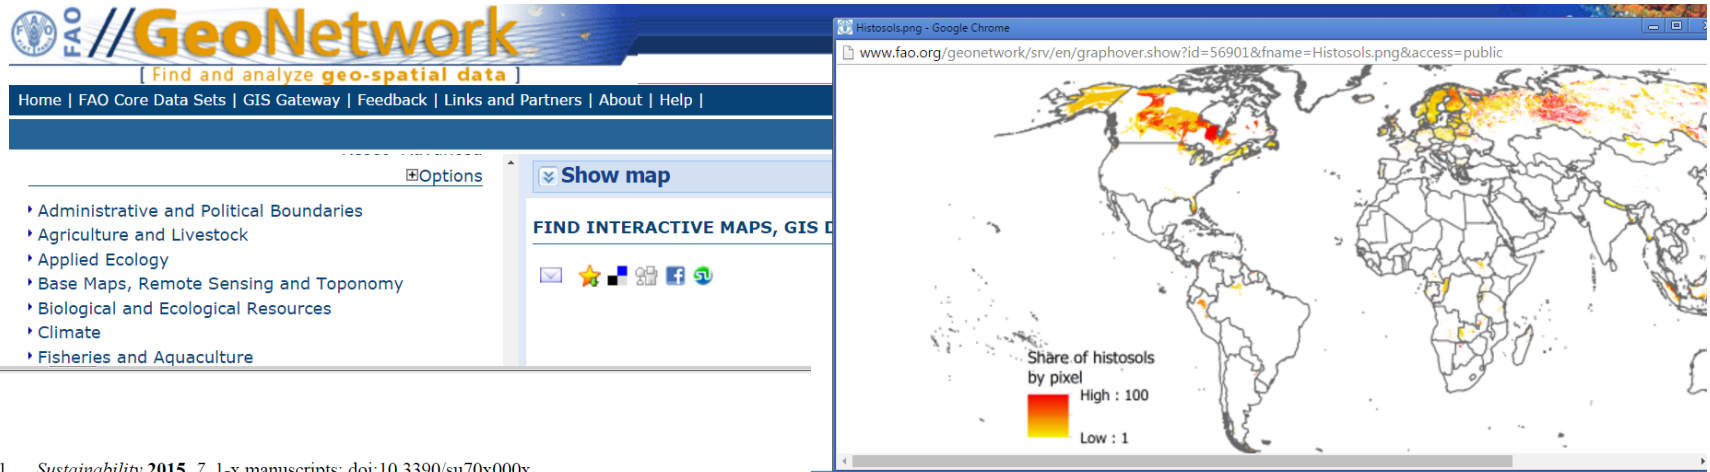 FAO
//GeoNetwork
[ Find and analyze geo-spatial data ]
Home | FAO Core Data Sets | GIS Gateway | Feedback | Links and Partners | About | Help |
Options
Administrative and Political Boundaries
Agriculture and Livestock
Applied Ecology
Base Maps, Remote Sensing and Toponomy
Biological and Ecological Resources
Climate
Fisheries and Aquaculture
Show map
FIND INTERACTIVE MAPS, GIS
Histosols.png - Google Chrome
www.fao.org/geonetwork/srv/en/graphover.show?id=56901&fname=Histosols.png&access=public
Share of histosols
by pixel
High : 100
Low : 1
Sustainability 2015, 7, 1-x manuscripts; doi:10.3390/su70x000x